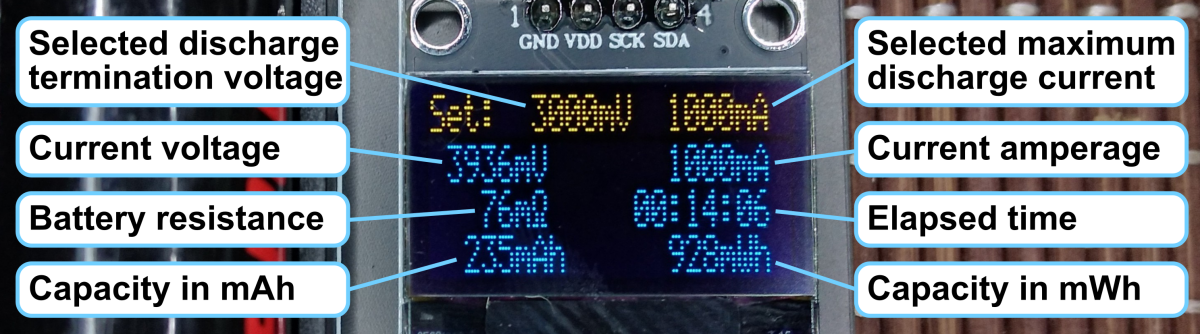 Selected discharge
termination voltage
Current voltage
Battery resistance
Capacity in mAh
1
4
GND VDD SCK SDA
Set: 3000mV 1000mA
3936mV 1000mA
76mΩ 00:14:06
235mAh 928mWh
Selected maximum
discharge current
Current amperage
Elapsed time
Capacity in mWh